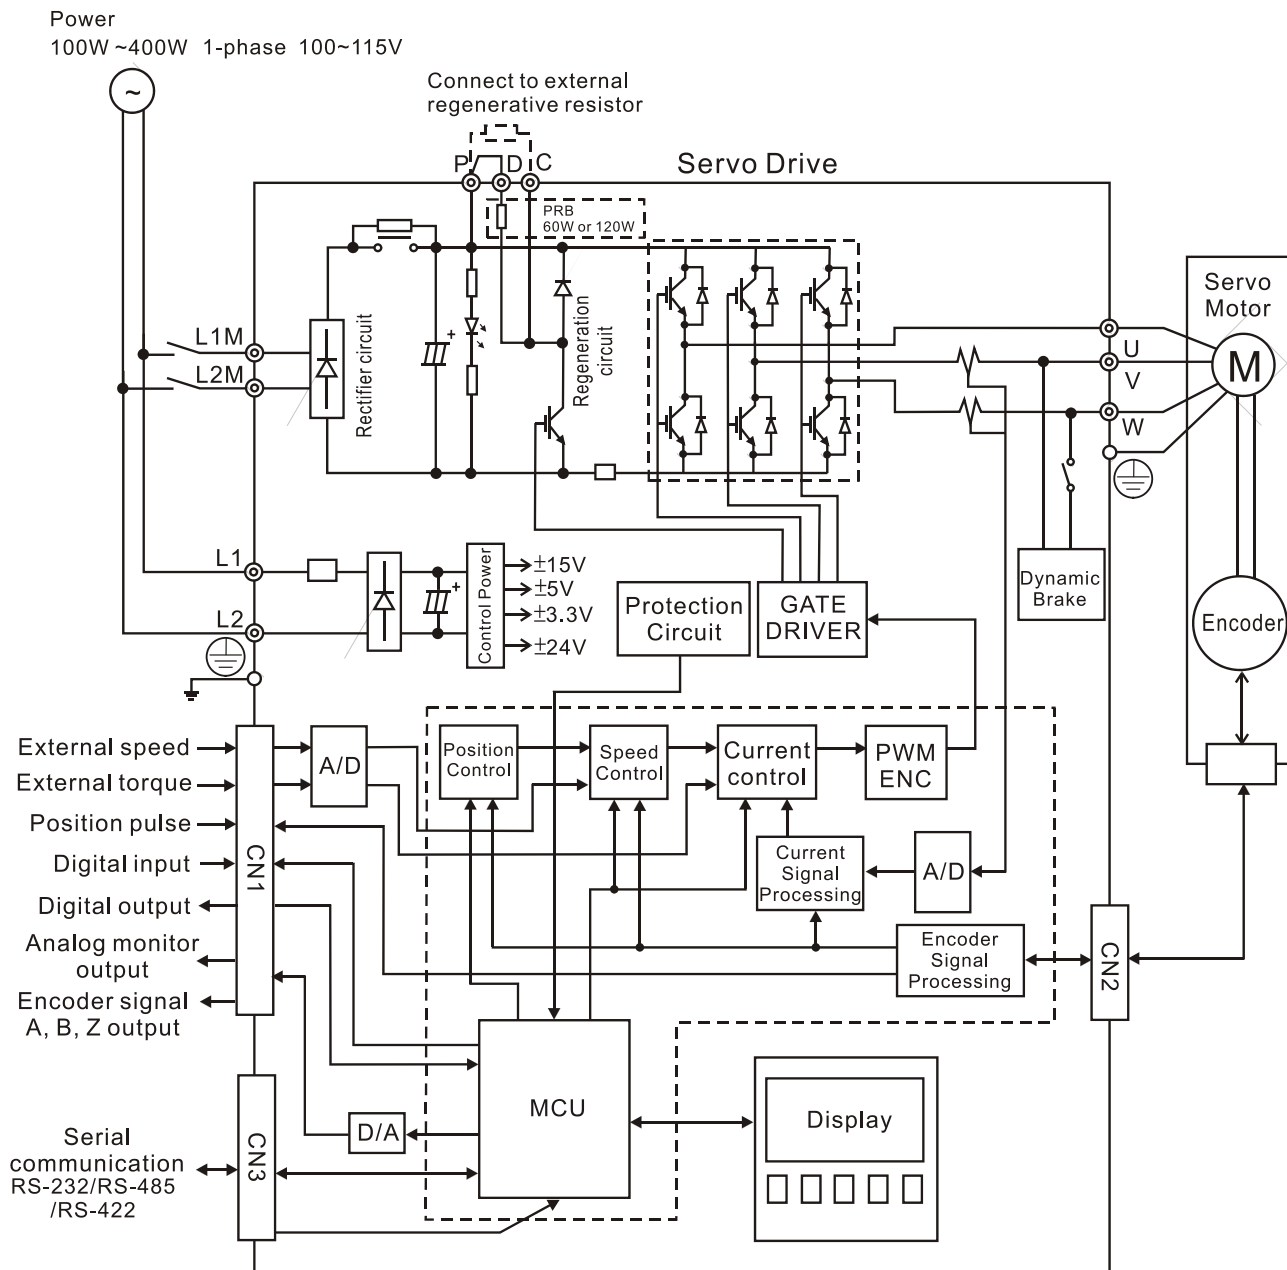 Power
100W ~400W 1-phase 100~115V
~
Connect to external
regenerative resistor
P D C
Servo Drive
PRB
60W or 120W
Servo
Motor
L1M
L2M
Rectifier circuit
+
Regeneration
circuit
U
V
W
M
L1
L2
+
Control Power
±15V
±5V
±3.3V
±24V
Protection
Circuit
GATE
DRIVER
Dynamic
Brake
Encoder
External speed
External torque
Position pulse
Digital input
Digital output
Analog monitor
output
Encoder signal
A, B, Z output
CN1
A/D
Position
Control
Speed
Control
Current
control
PWM
ENC
Current
Signal
Processing
A/D
Encoder
Signal
Processing
CN2
MCU
D/A
Display
Serial
communication
RS-232/RS-485
/RS-422
CN3